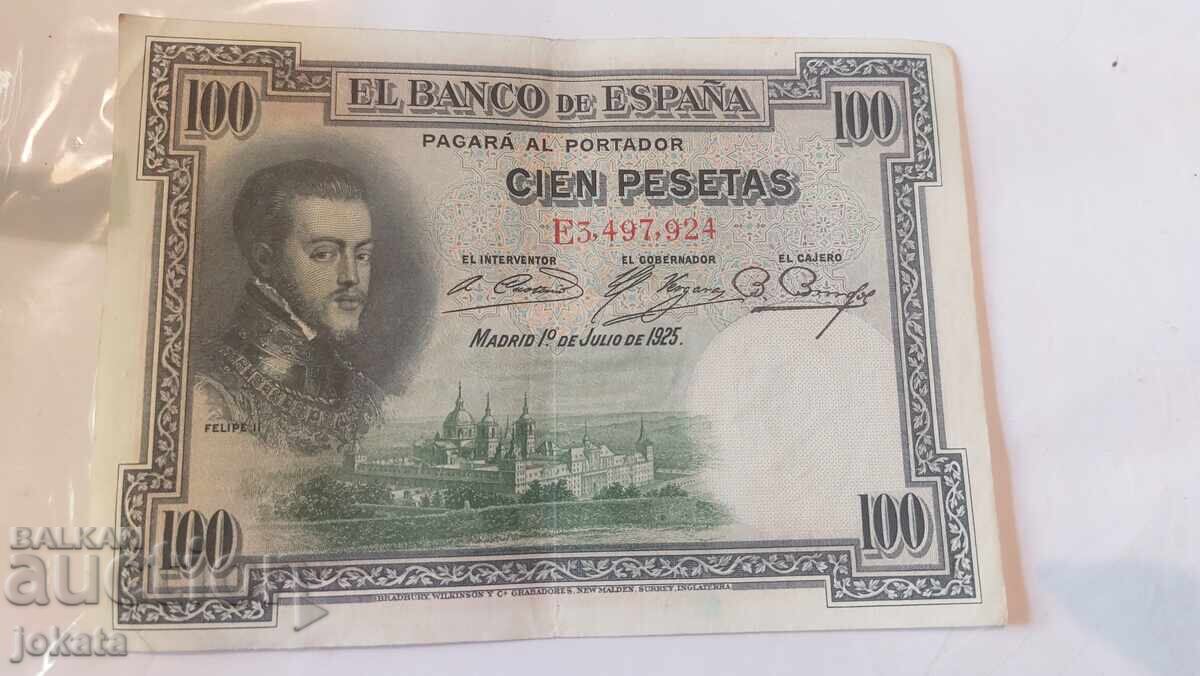 100 EL BANCO DE ESPAÑA 100
PAGARÁ AL PORTADOR
CIEN PESETAS
E3,497,924
EL INTERVENTOR EL GOBERNADOR EL CAJERO
MADRID 1.º DE JULIO DE 1925.
FELIPE II
100 100
BRADBURY, WILKINSON Y Cª GRABADORES, NEW MALDEN, SURREY, INGLATERRA
BALKAN
auction
jokata